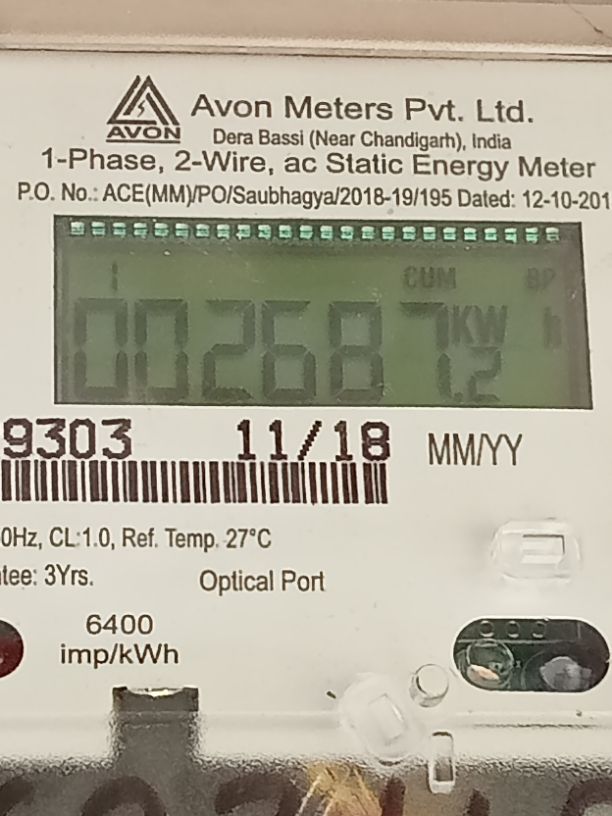 AVON
Avon Meters Pvt. Ltd.
Dera Bassi (Near Chandigarh), India
1-Phase, 2-Wire, ac Static Energy Meter
P.O. No.: ACE(MM)/PO/Saubhagya/2018-19/195 Dated: 12-10-201
1 CUM BP
002687.2 KW h
9303 11/18 MM/YY
0Hz, CL:1.0, Ref. Temp. 27°C
tee: 3Yrs. Optical Port
6400
imp/kWh